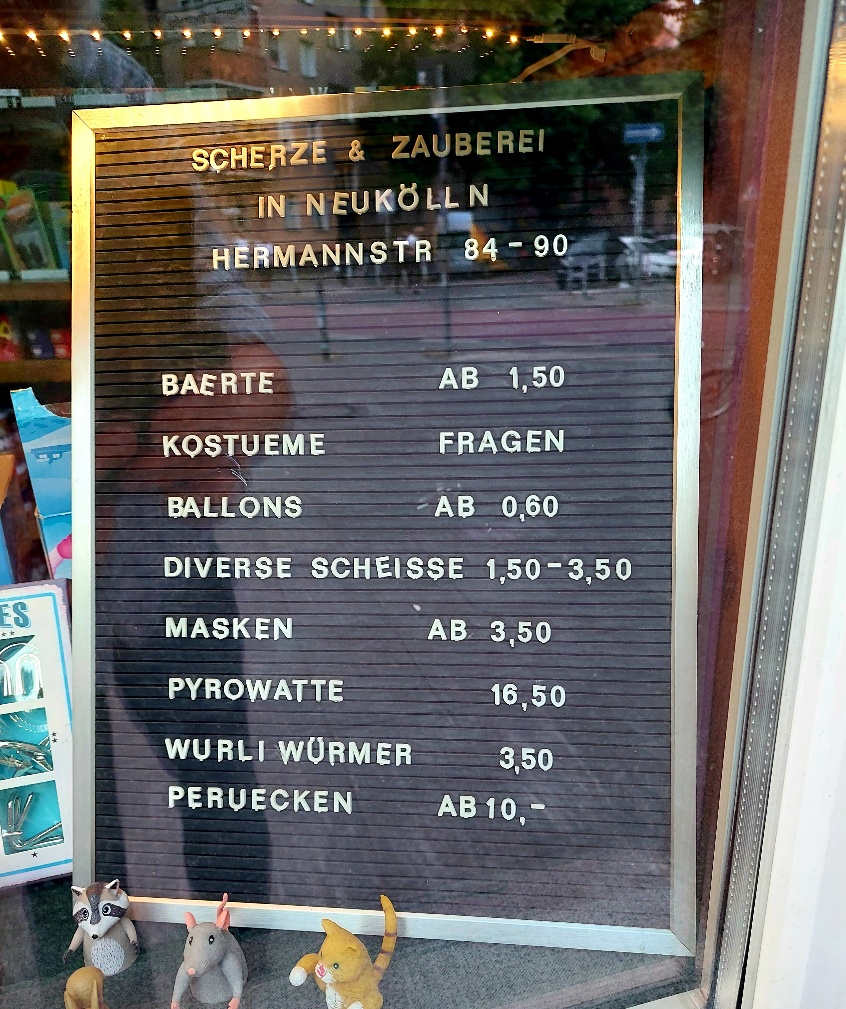 SCHERZE & ZAUBEREI
IN NEUKÖLLN
HERMANNSTR 84-90
BAERTE AB 1,50
KOSTUEME FRAGEN
BALLONS AB 0,60
DIVERSE SCHEISSE 1,50-3,50
MASKEN AB 3,50
PYROWATTE 16,50
WURLI WÜRMER 3,50
PERUECKEN AB 10,-
ES